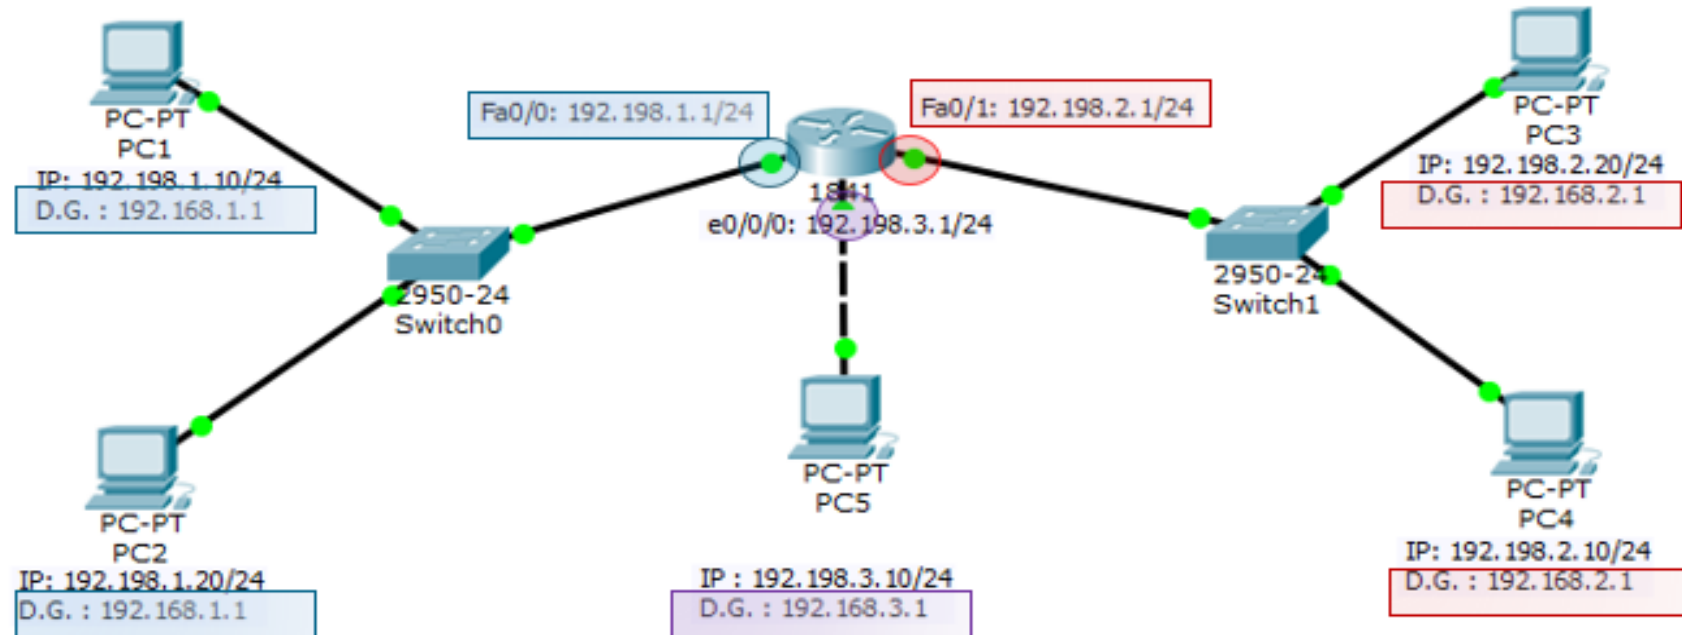 PC-PT
PC1
IP: 192.198.1.10/24
D.G. : 192.168.1.1
Fa0/0: 192.198.1.1/24
Fa0/1: 192.198.2.1/24
1841
e0/0/0: 192.198.3.1/24
PC-PT
PC3
IP: 192.198.2.20/24
D.G. : 192.168.2.1
2950-24
Switch0
2950-24
Switch1
PC-PT
PC2
IP: 192.198.1.20/24
D.G. : 192.168.1.1
PC-PT
PC5
IP : 192.198.3.10/24
D.G. : 192.168.3.1
PC-PT
PC4
IP: 192.198.2.10/24
D.G. : 192.168.2.1